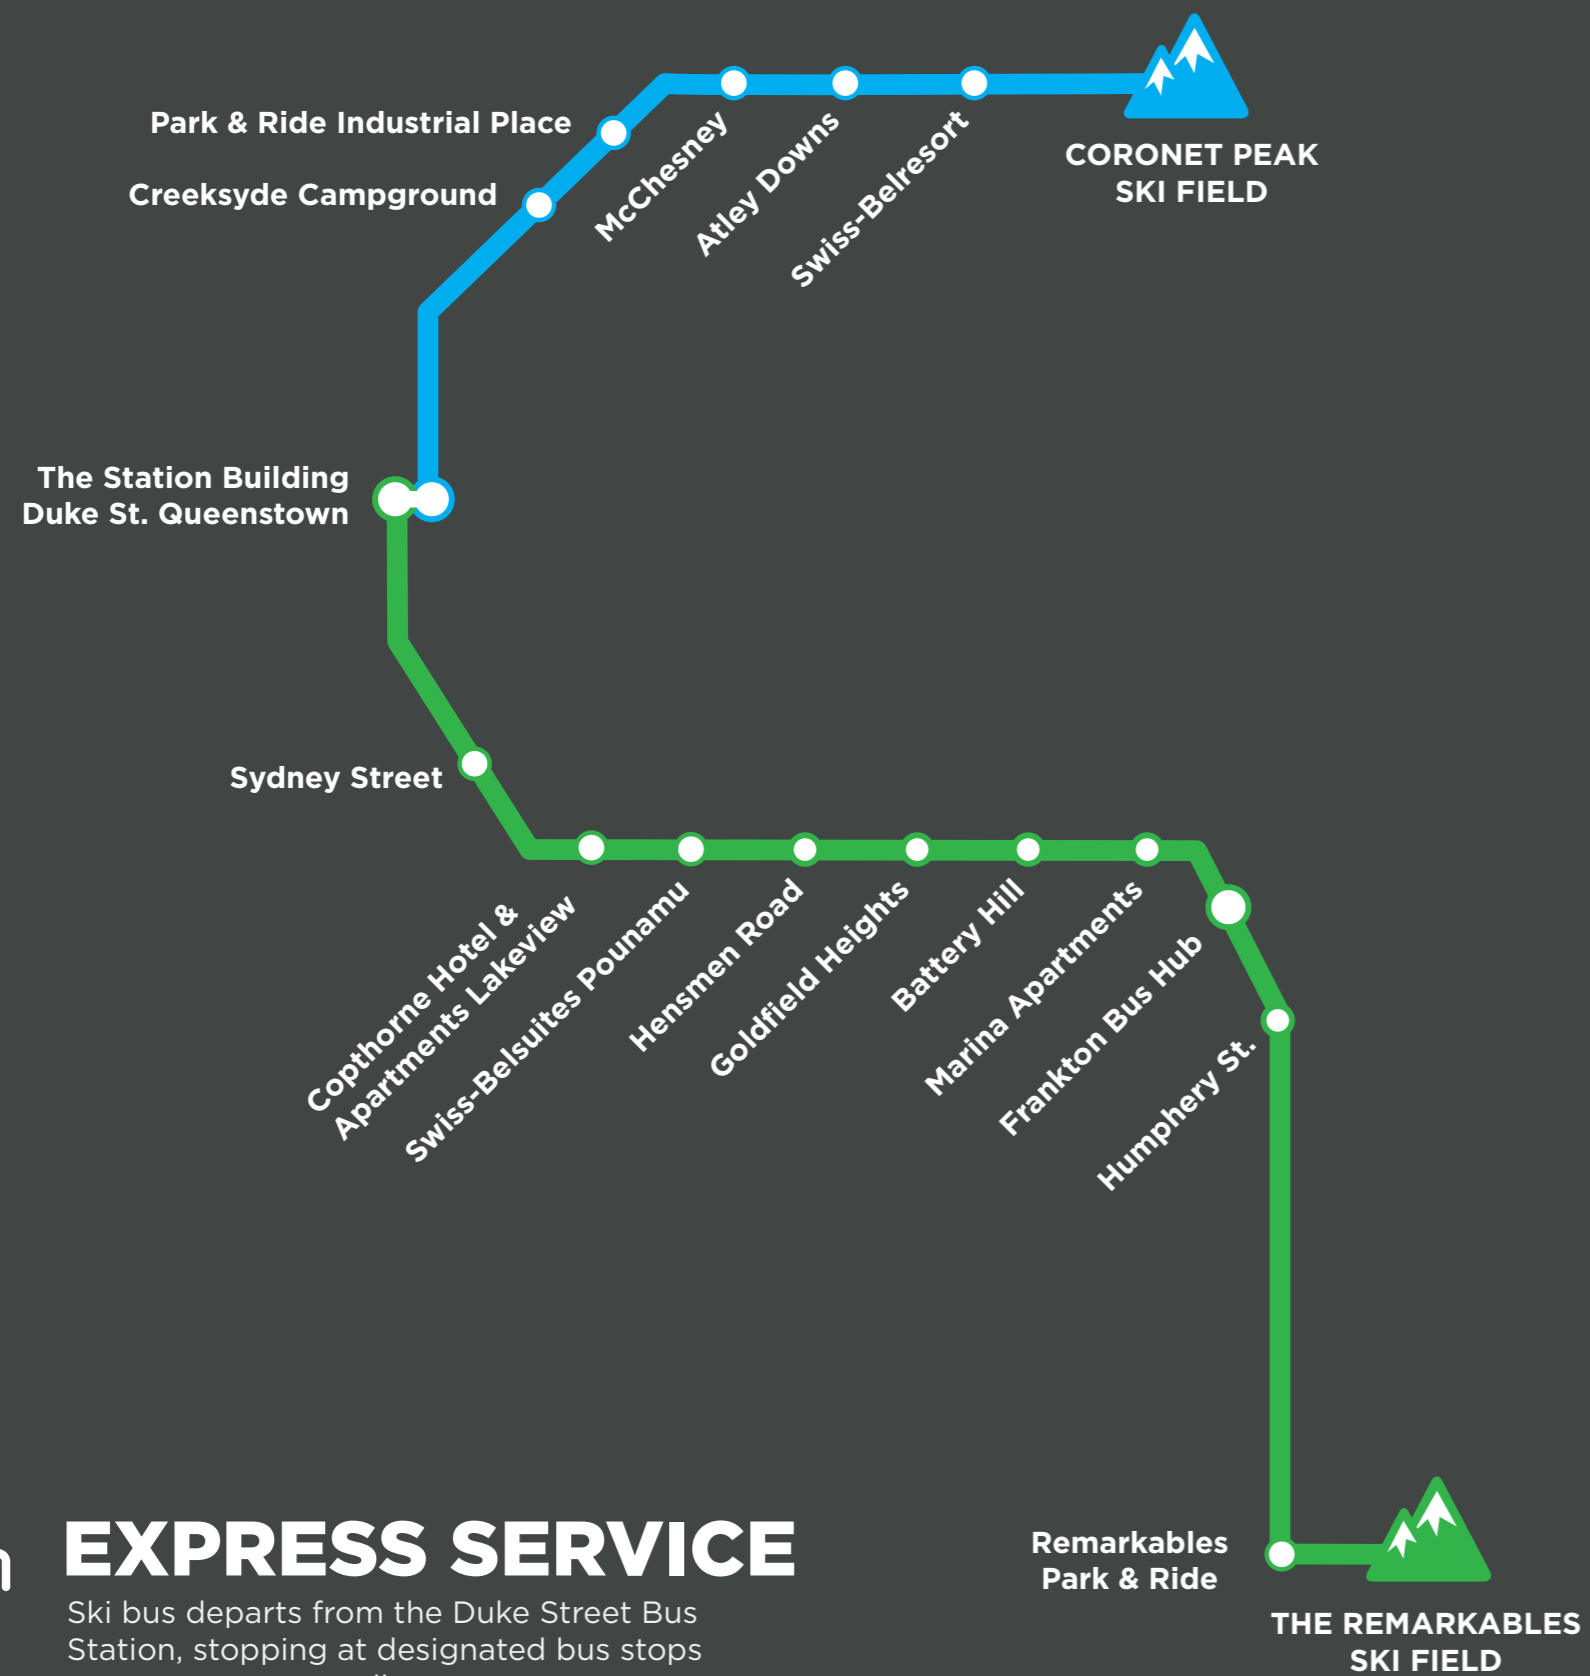 Park & Ride Industrial Place
Creeksyde Campground
McChesney
Atley Downs
Swiss-Belresort
CORONET PEAK
SKI FIELD
The Station Building
Duke St. Queenstown
Sydney Street
Copthorne Hotel &
Apartments Lakeview
Swiss-Belsuites Pounamu
Hensmen Road
Goldfield Heights
Battery Hill
Marina Apartments
Frankton Bus Hub
Humphery St.
Remarkables
Park & Ride
THE REMARKABLES
SKI FIELD
EXPRESS SERVICE
Ski bus departs from the Duke Street Bus
Station, stopping at designated bus stops